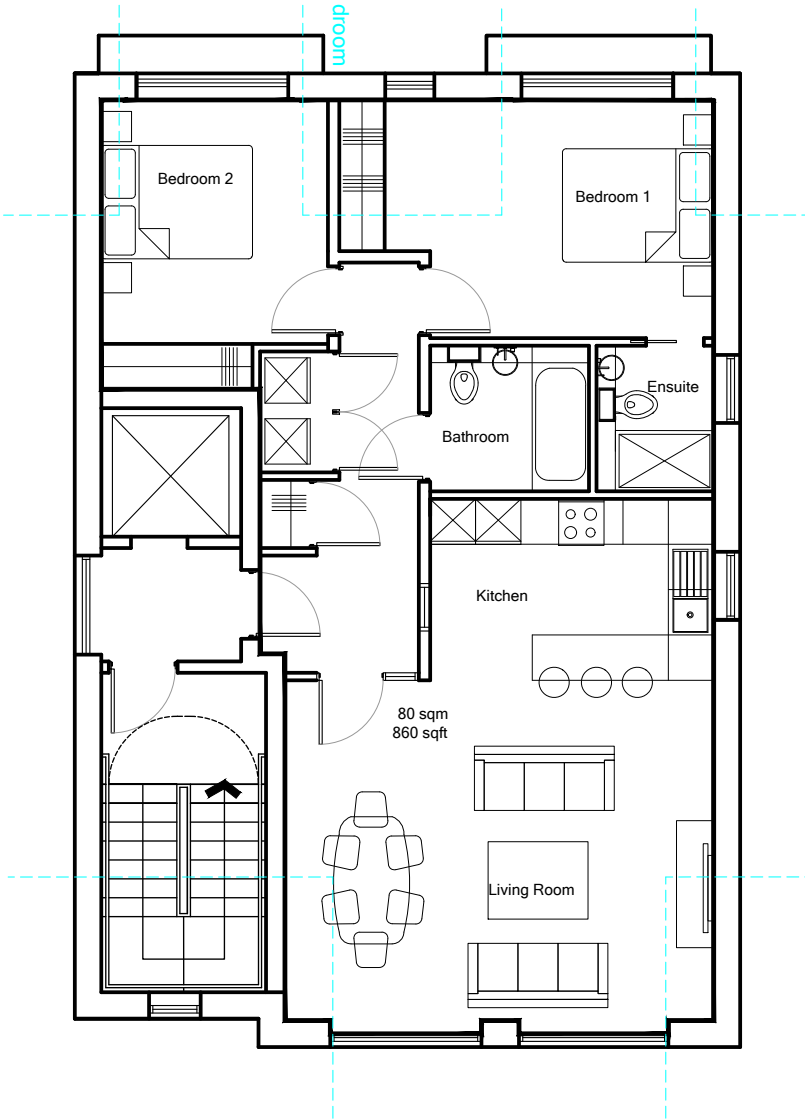 droom
Bedroom 2
Bedroom 1
Ensuite
Bathroom
Kitchen
80 sqm
860 sqft
Living Room